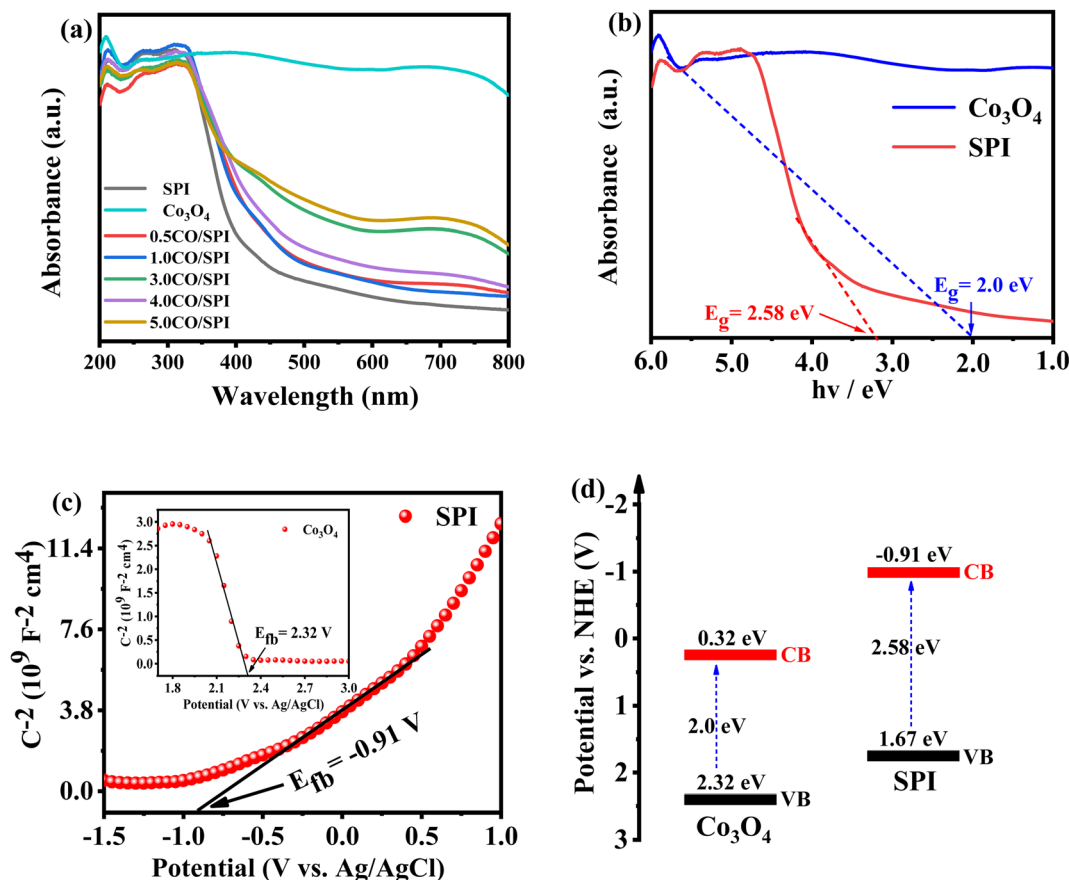 (a)
Absorbance (a.u.)
SPI
Co₃O₄
0.5CO/SPI
1.0CO/SPI
3.0CO/SPI
4.0CO/SPI
5.0CO/SPI
200 300 400 500 600 700 800
Wavelength (nm)
(b)
Absorbance (a.u.)
Co₃O₄
SPI
E_g= 2.0 eV
E_g= 2.58 eV
6.0 5.0 4.0 3.0 2.0 1.0
hv / eV
(c)
C⁻² (10⁹ F⁻² cm⁴)
11.4
7.6
3.8
0.0
SPI
C⁻² (10⁹ F⁻² cm⁴)
3.0
2.5
2.0
1.5
1.0
0.5
0.0
Co₃O₄
E_fb= 2.32 V
1.8 2.1 2.4 2.7 3.0
Potential (V vs. Ag/AgCl)
E_fb= -0.91 V
-1.5 -1.0 -0.5 0.0 0.5 1.0
Potential (V vs. Ag/AgCl)
(d)
Potential vs. NHE (V)
-2
-1
0
1
2
3
-0.91 eV
CB
0.32 eV
CB
2.58 eV
2.0 eV
1.67 eV
VB
SPI
2.32 eV
VB
Co₃O₄